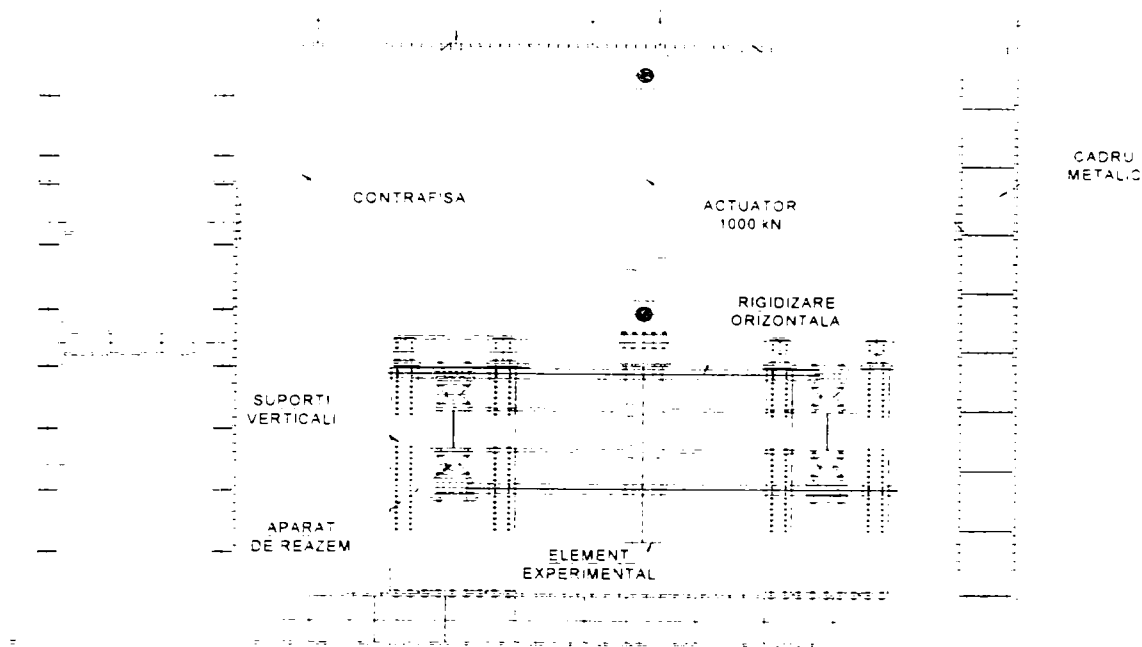 CADRU
METALIC
CONTRAFISA
ACTUATOR
1000 kN
RIGIDIZARE
ORIZONTALA
SUPORTI
VERTICALI
APARAT
DE REAZEM
ELEMENT
EXPERIMENTAL